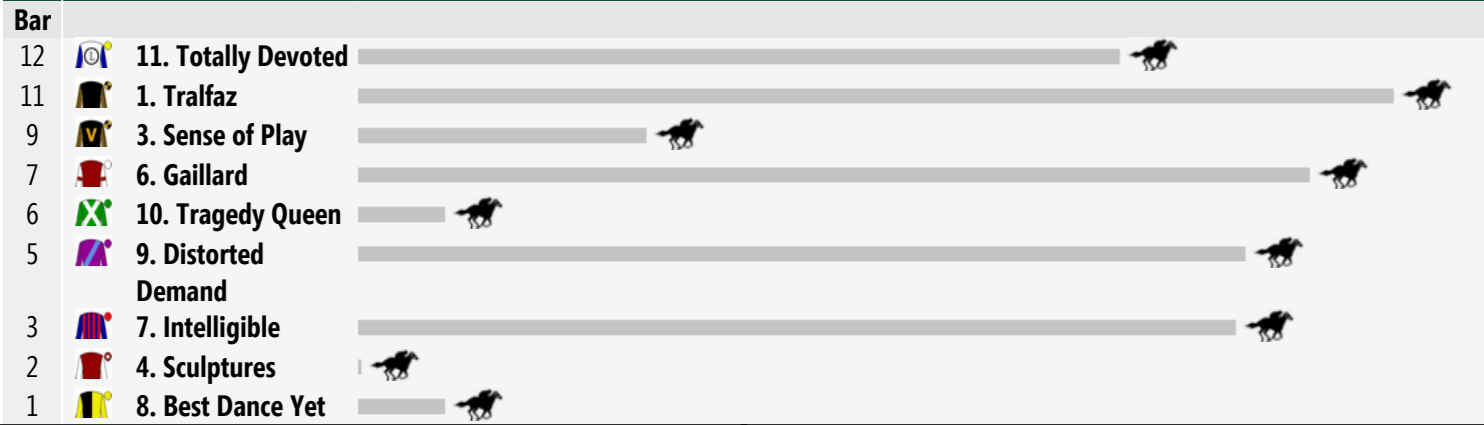 Bar
12 11. Totally Devoted
11 1. Tralfaz
9 3. Sense of Play
7 6. Gaillard
6 10. Tragedy Queen
5 9. Distorted
Demand
3 7. Intelligible
2 4. Sculptures
1 8. Best Dance Yet